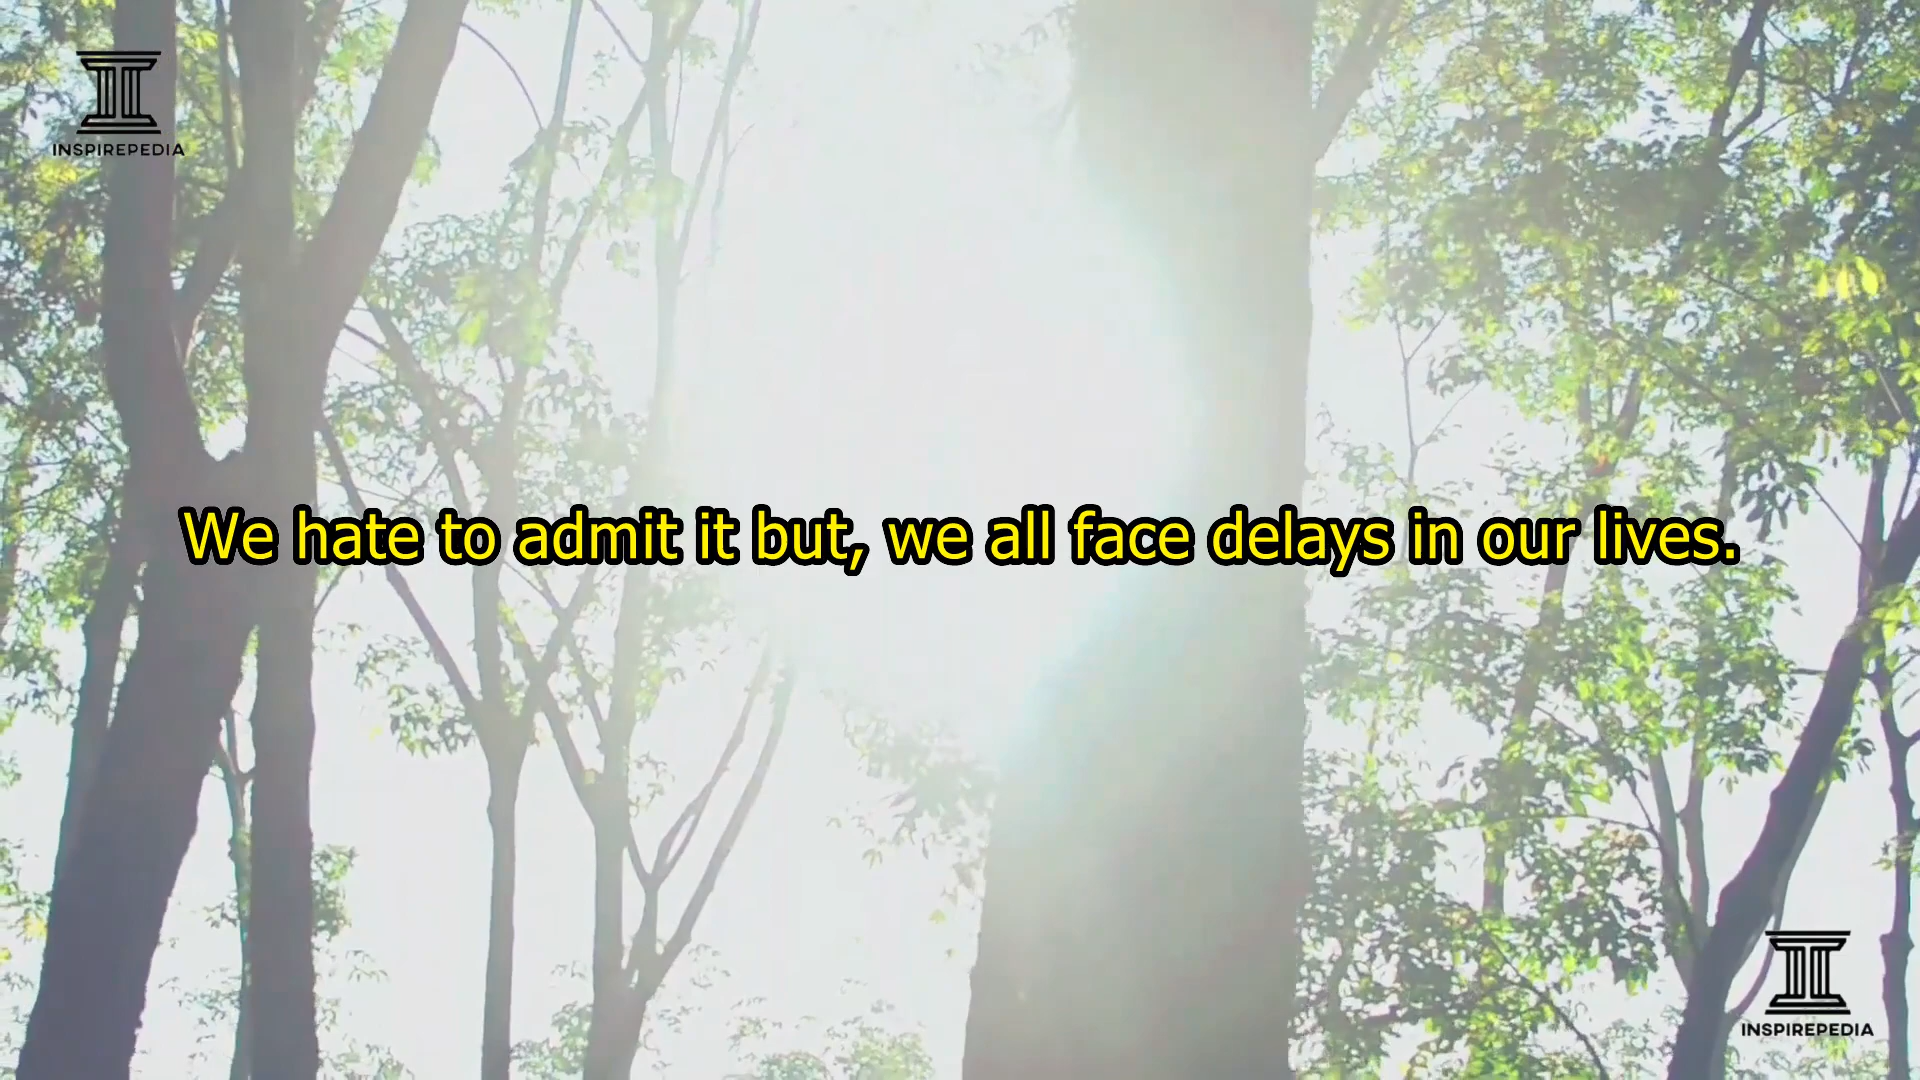 INSPIREPEDIA
We hate to admit it but, we all face delays in our lives.
INSPIREPEDIA